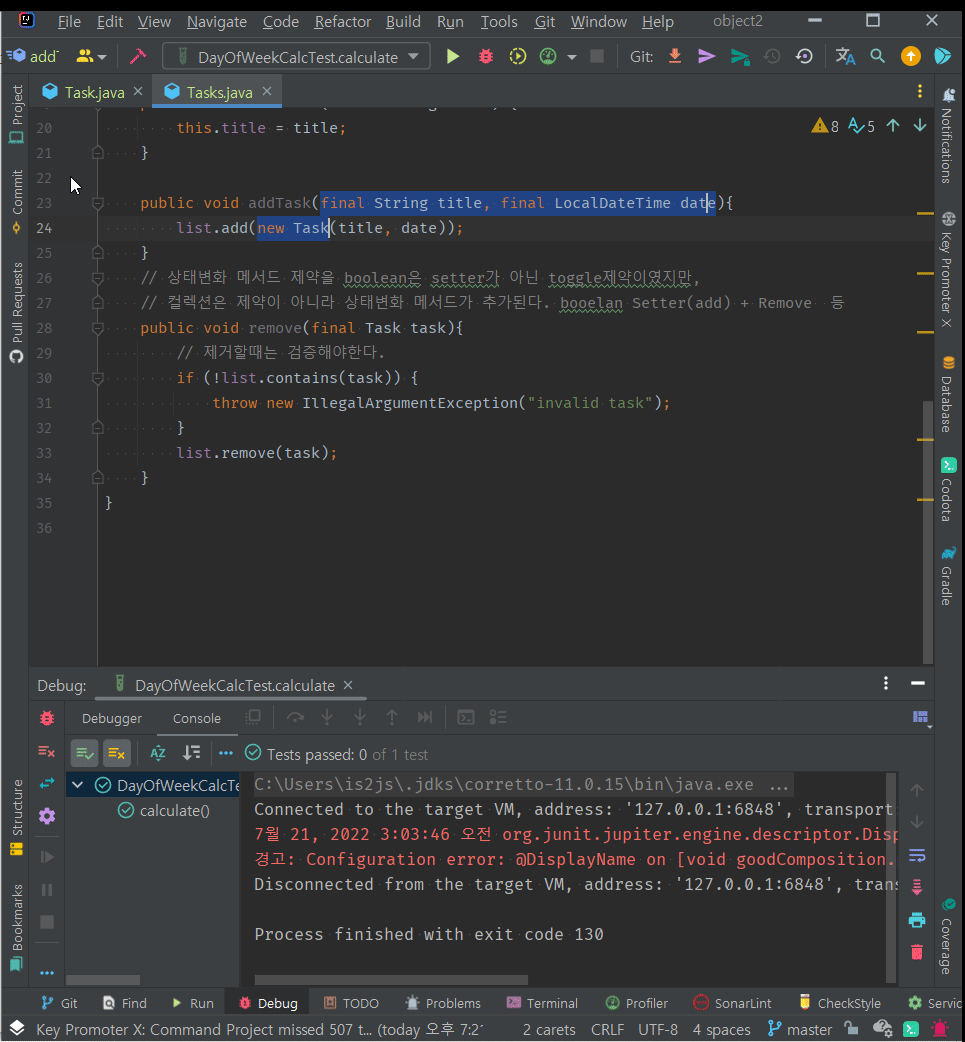 File Edit View Navigate Code Refactor Build Run Tools Git Window Help object2
add DayOfWeekCalcTest.calculate Git:
Task.java Tasks.java
20 this.title = title;
21 }
22
23 public void addTask(final String title, final LocalDateTime date){
24 list.add(new Task(title, date));
25 }
26 // 상태변화 메서드 제약을 boolean은 setter가 아닌 toggle제약이였지만,
27 // 컬렉션은 제약이 아니라 상태변화 메서드가 추가된다. booelan Setter(add) + Remove 등
28 public void remove(final Task task){
29 // 제거할때는 검증해야한다.
30 if (!list.contains(task)) {
31 throw new IllegalArgumentException("invalid task");
32 }
33 list.remove(task);
34 }
35 }
36
8 5
Project
Commit
Pull Requests
Structure
Bookmarks
Notifications
Key Promoter X
Database
Codota
Gradle
Coverage
Debug: DayOfWeekCalcTest.calculate
Debugger Console
Tests passed: 0 of 1 test
DayOfWeekCalcTe
calculate()
C:\Users\is2js\.jdks\corretto-11.0.15\bin\java.exe ...
Connected to the target VM, address: '127.0.0.1:6848', transport
7월 21, 2022 3:03:46 오전 org.junit.jupiter.engine.descriptor.Disp
경고: Configuration error: @DisplayName on [void goodComposition.
Disconnected from the target VM, address: '127.0.0.1:6848', trans
Process finished with exit code 130
Git Find Run Debug TODO Problems Terminal Profiler SonarLint CheckStyle Servic
Key Promoter X: Command Project missed 507 t... (today 오후 7:21 2 carets CRLF UTF-8 4 spaces master